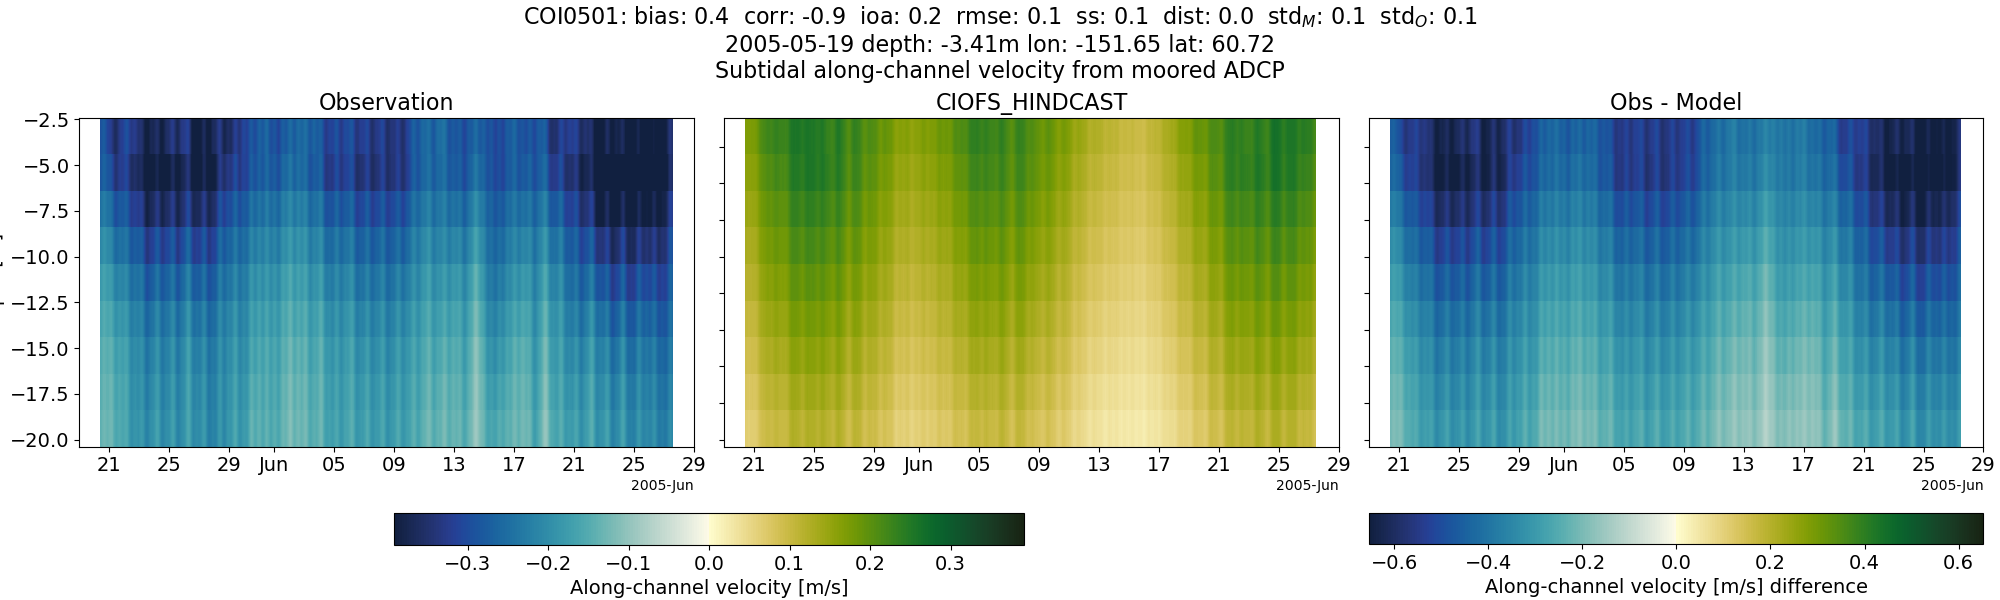 COI0501: bias: 0.4 corr: -0.9 ioa: 0.2 rmse: 0.1 ss: 0.1 dist: 0.0 std_M: 0.1 std_O: 0.1
2005-05-19 depth: -3.41m lon: -151.65 lat: 60.72
Subtidal along-channel velocity from moored ADCP
Observation
CIOFS_HINDCAST
Obs - Model
−2.5
−5.0
−7.5
−10.0
−12.5
−15.0
−17.5
−20.0
21 25 29 Jun 05 09 13 17 21 25 29
2005-Jun
21 25 29 Jun 05 09 13 17 21 25 29
2005-Jun
21 25 29 Jun 05 09 13 17 21 25 29
2005-Jun
−0.3 −0.2 −0.1 0.0 0.1 0.2 0.3
Along-channel velocity [m/s]
−0.6 −0.4 −0.2 0.0 0.2 0.4 0.6
Along-channel velocity [m/s] difference